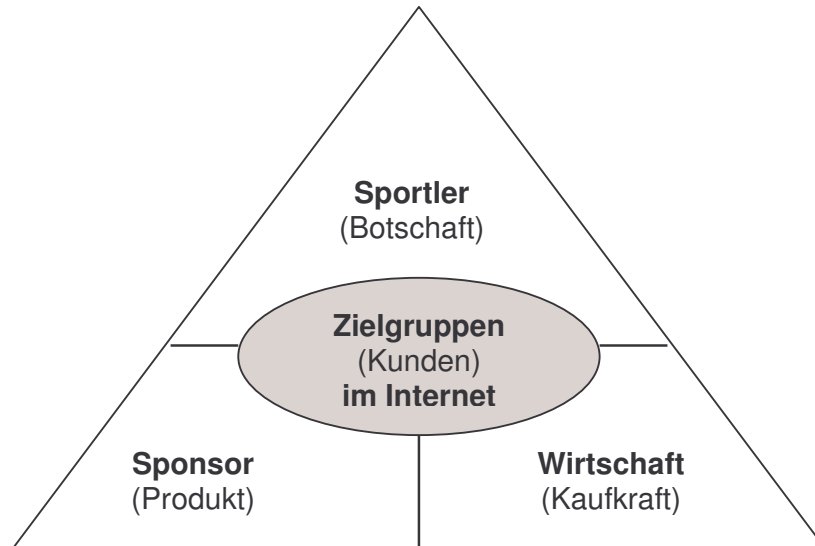 Sportler
(Botschaft)
Zielgruppen
(Kunden)
im Internet
Sponsor
(Produkt)
Wirtschaft
(Kaufkraft)